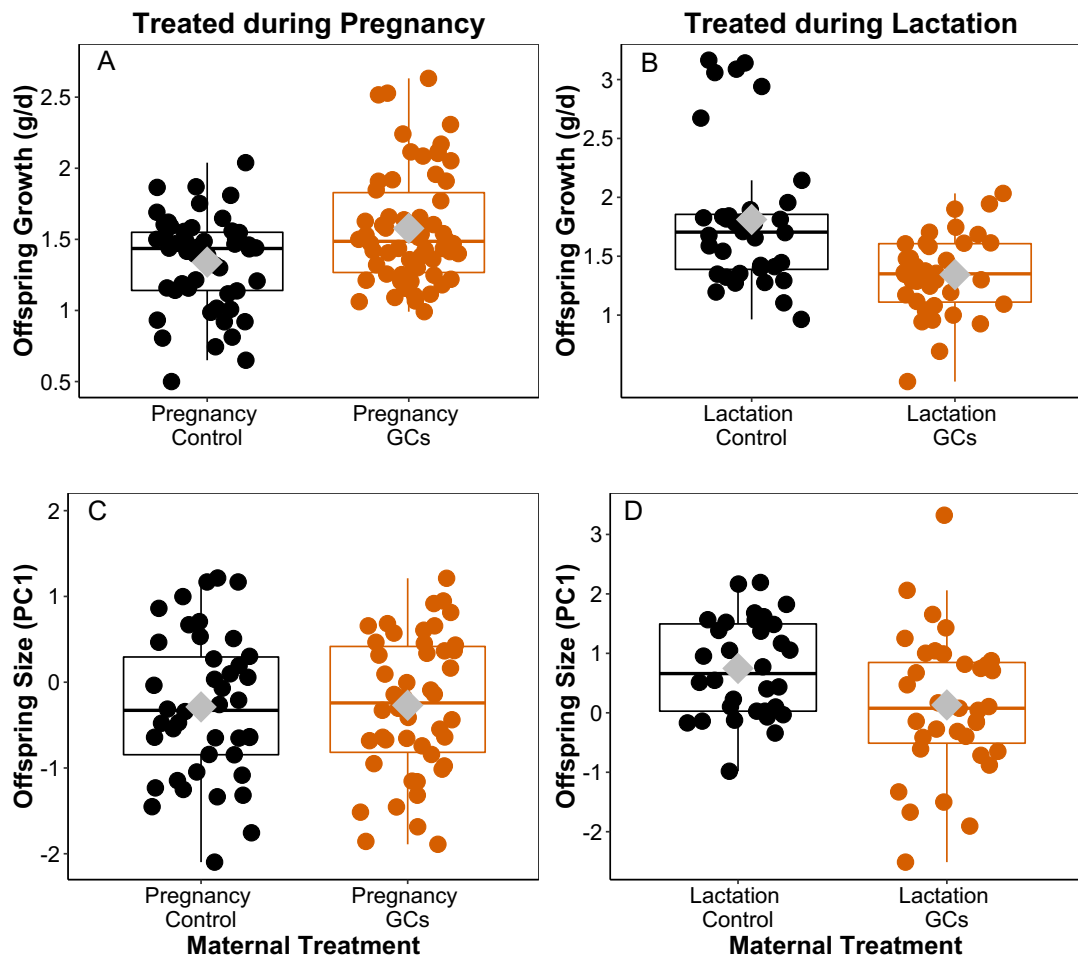 Treated during Pregnancy
Treated during Lactation
A
Offspring Growth (g/d)
2.5
2
1.5
1
0.5
Pregnancy
Control
Pregnancy
GCs
B
Offspring Growth (g/d)
3
2.5
2
1.5
1
Lactation
Control
Lactation
GCs
C
Offspring Size (PC1)
2
1
0
-1
-2
Pregnancy
Control
Pregnancy
GCs
Maternal Treatment
D
Offspring Size (PC1)
3
2
1
0
-1
-2
Lactation
Control
Lactation
GCs
Maternal Treatment